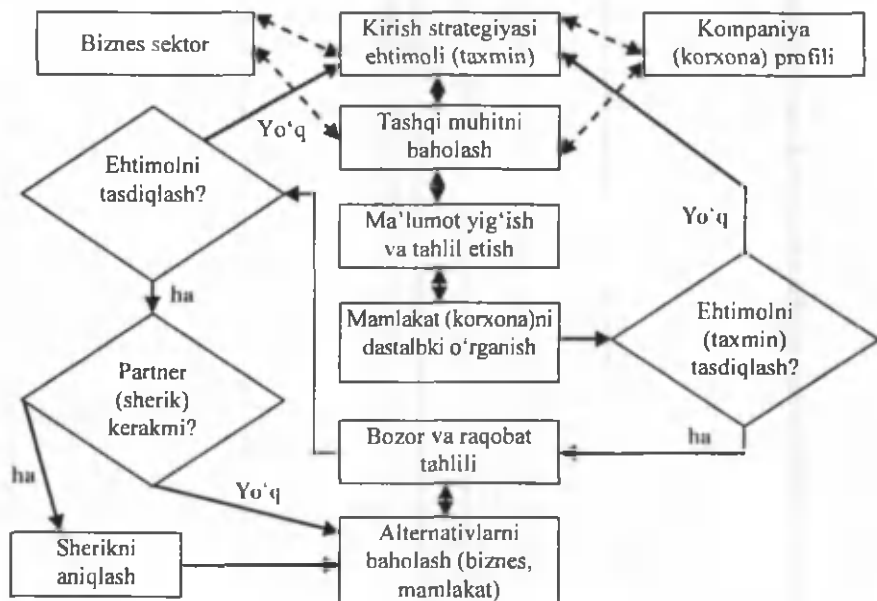 Biznes sektor
Kirish strategiyasi
ehtimoli (taxmin)
Kompaniya
(korxona) profili
Yo‘q
Tashqi muhitni
baholash
Ehtimolni
tasdiqlash?
Ma’lumot yig‘ish
va tahlil etish
Yo‘q
ha
Mamlakat (korxona)ni
dastalbki o‘rganish
Ehtimolni
(taxmin)
tasdiqlash?
Partner
(sherik)
kerakmi?
Bozor va raqobat
tahlili
ha
ha
Yo‘q
Sherikni
aniqlash
Alternativlarni
baholash (biznes,
mamlakat)